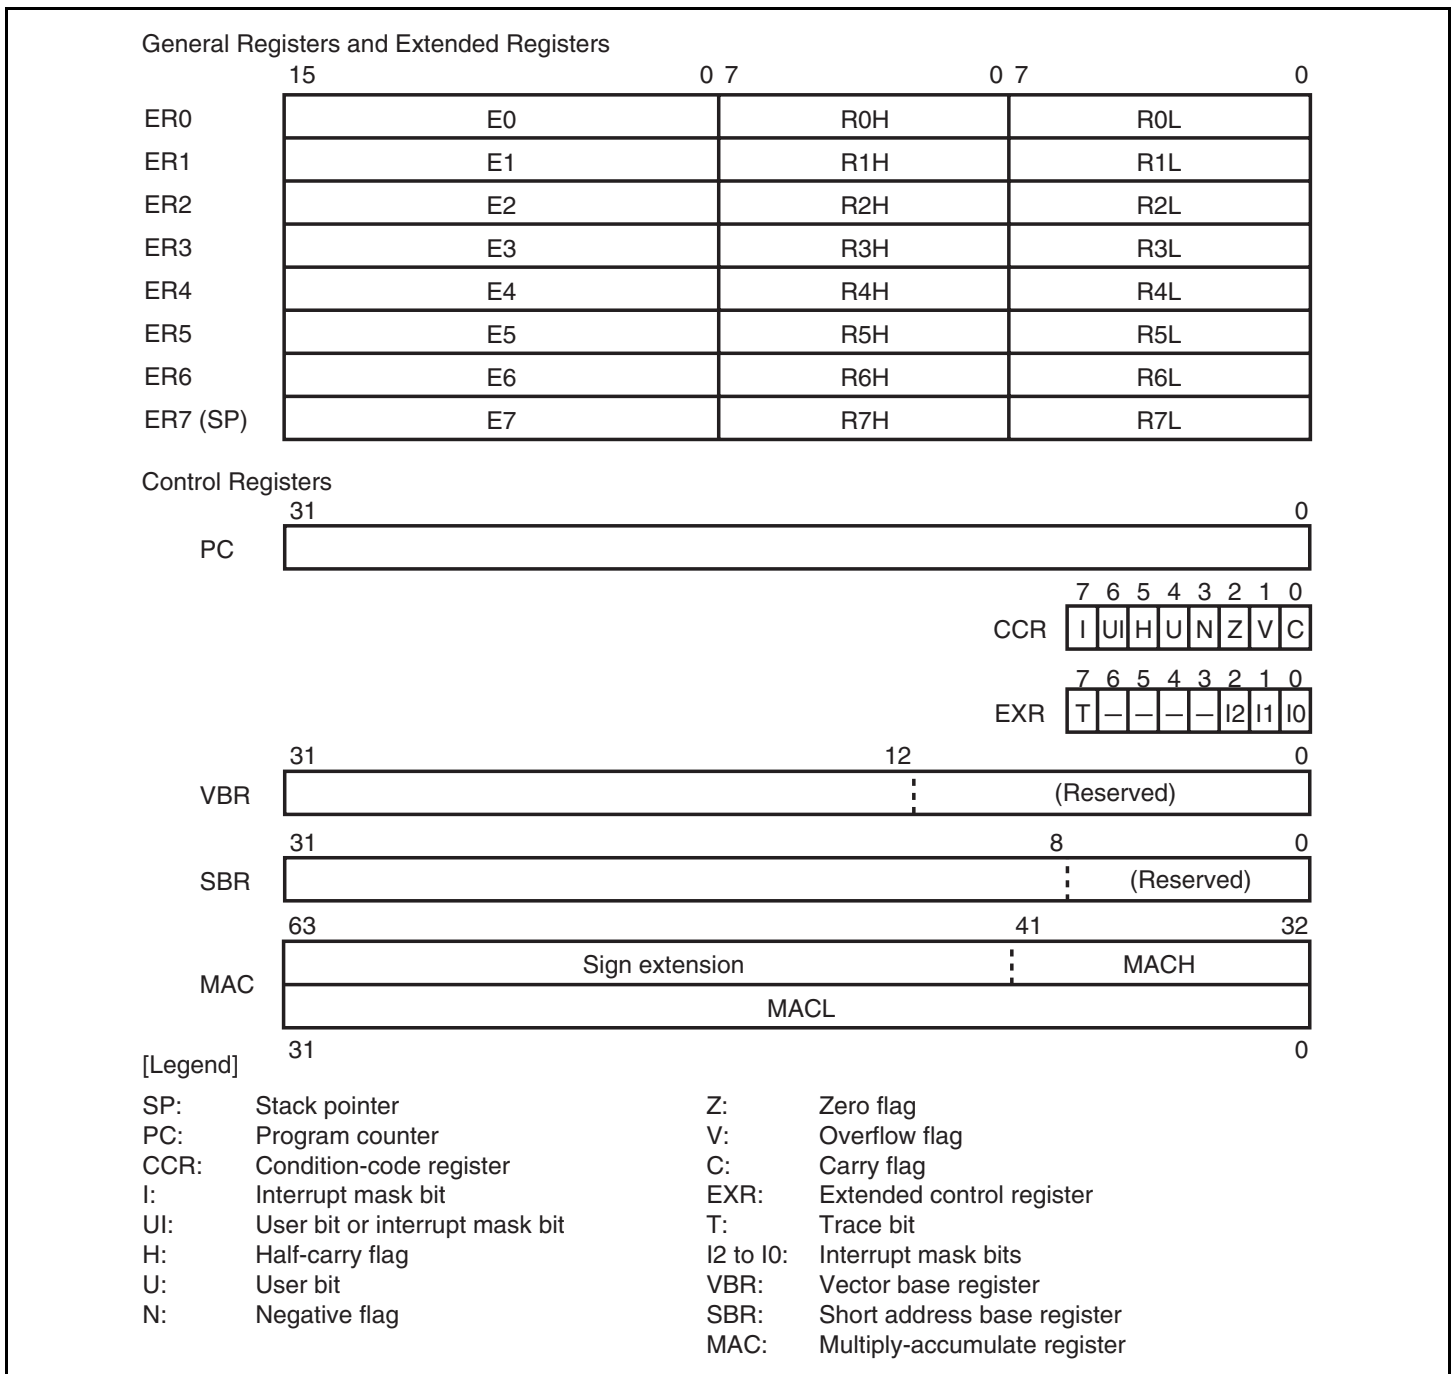 General Registers and Extended Registers
15 0 7 0 7 0
ER0 E0 R0H R0L
ER1 E1 R1H R1L
ER2 E2 R2H R2L
ER3 E3 R3H R3L
ER4 E4 R4H R4L
ER5 E5 R5H R5L
ER6 E6 R6H R6L
ER7 (SP) E7 R7H R7L
Control Registers
31 0
PC
7 6 5 4 3 2 1 0
CCR I UI H U N Z V C
7 6 5 4 3 2 1 0
EXR T — — — — I2 I1 I0
31 12 0
VBR (Reserved)
31 8 0
SBR (Reserved)
63 41 32
Sign extension MACH
MAC
MACL
31 0
[Legend]
SP: Stack pointer
PC: Program counter
CCR: Condition-code register
I: Interrupt mask bit
UI: User bit or interrupt mask bit
H: Half-carry flag
U: User bit
N: Negative flag
Z: Zero flag
V: Overflow flag
C: Carry flag
EXR: Extended control register
T: Trace bit
I2 to I0: Interrupt mask bits
VBR: Vector base register
SBR: Short address base register
MAC: Multiply-accumulate register